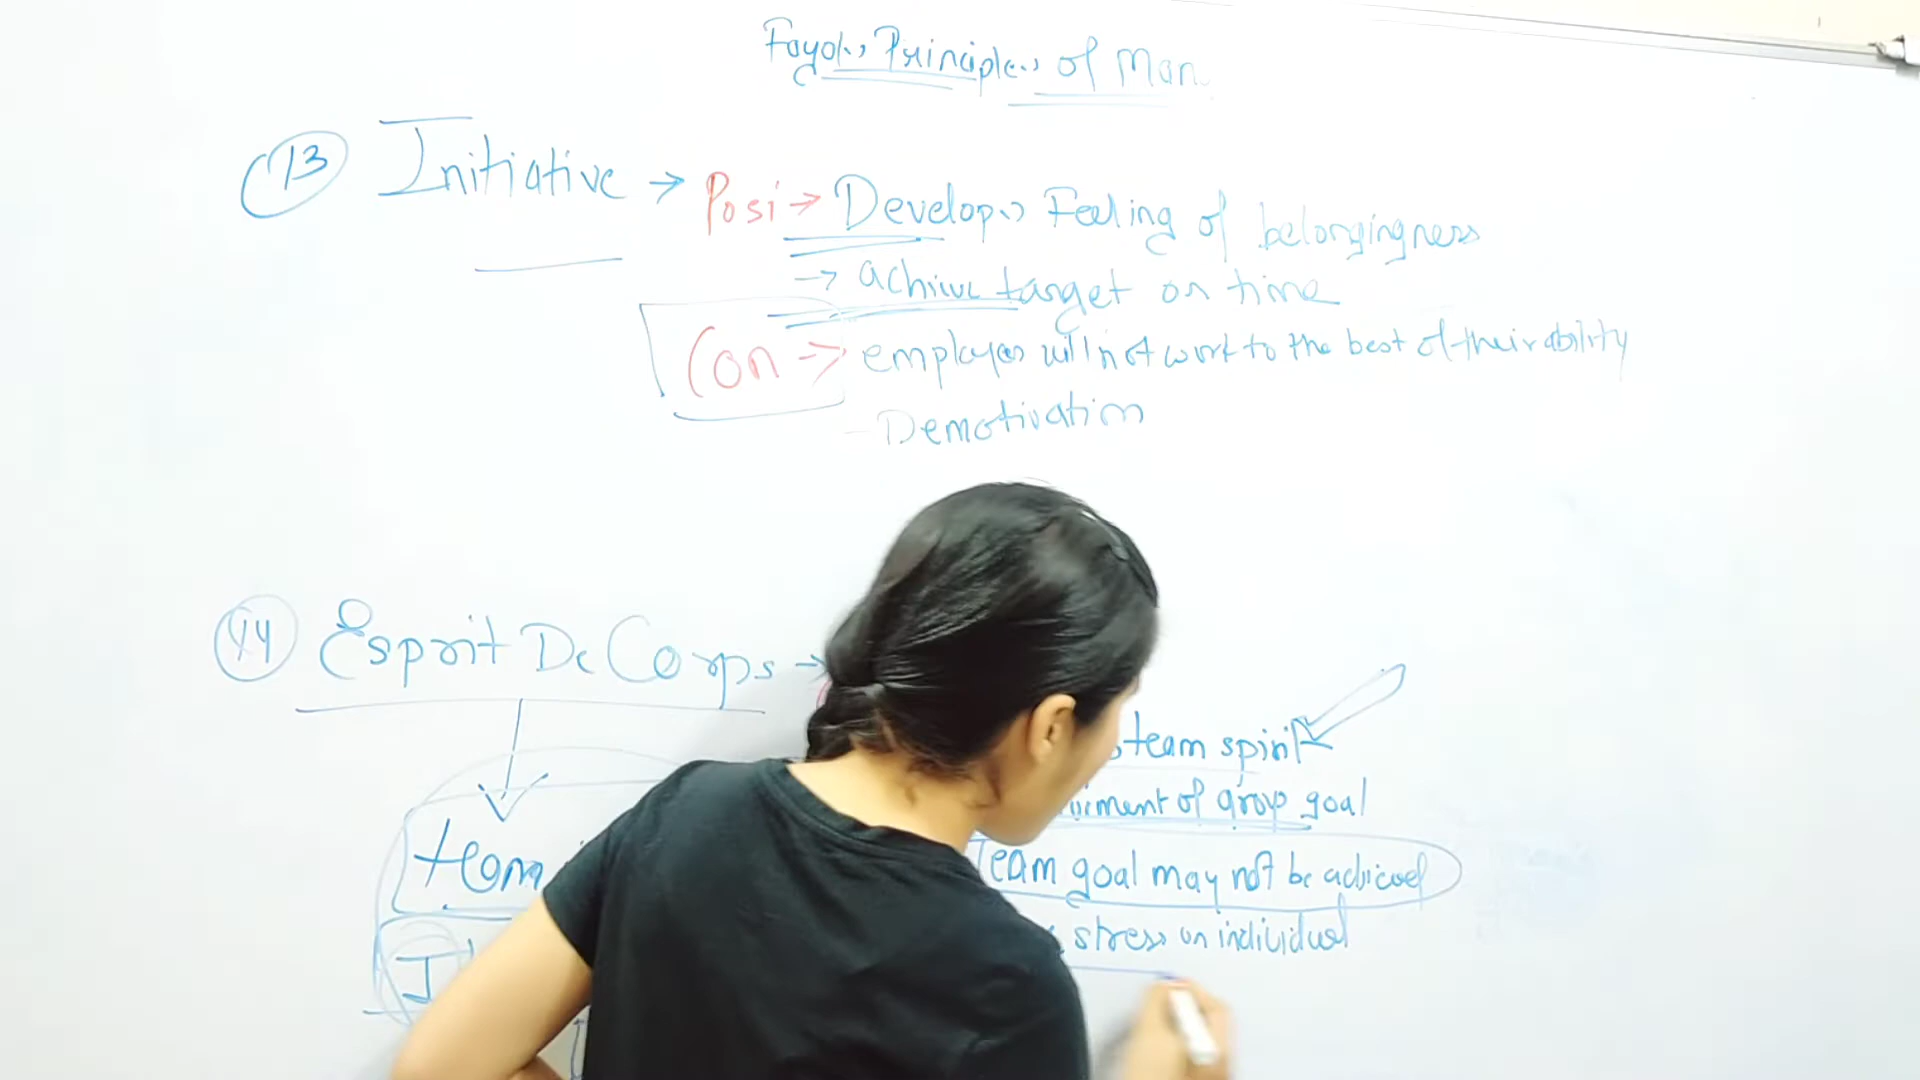 Fayol's Principles of Man
13 Initiative → Posi → Develops Feeling of belongingness
→ achieve target on time
Con → employees will not work to the best of their ability
- Demotivation
14 Esprit De Corps →
team spirit
of group goal
team
Team goal may not be achieved
I
stress on individual